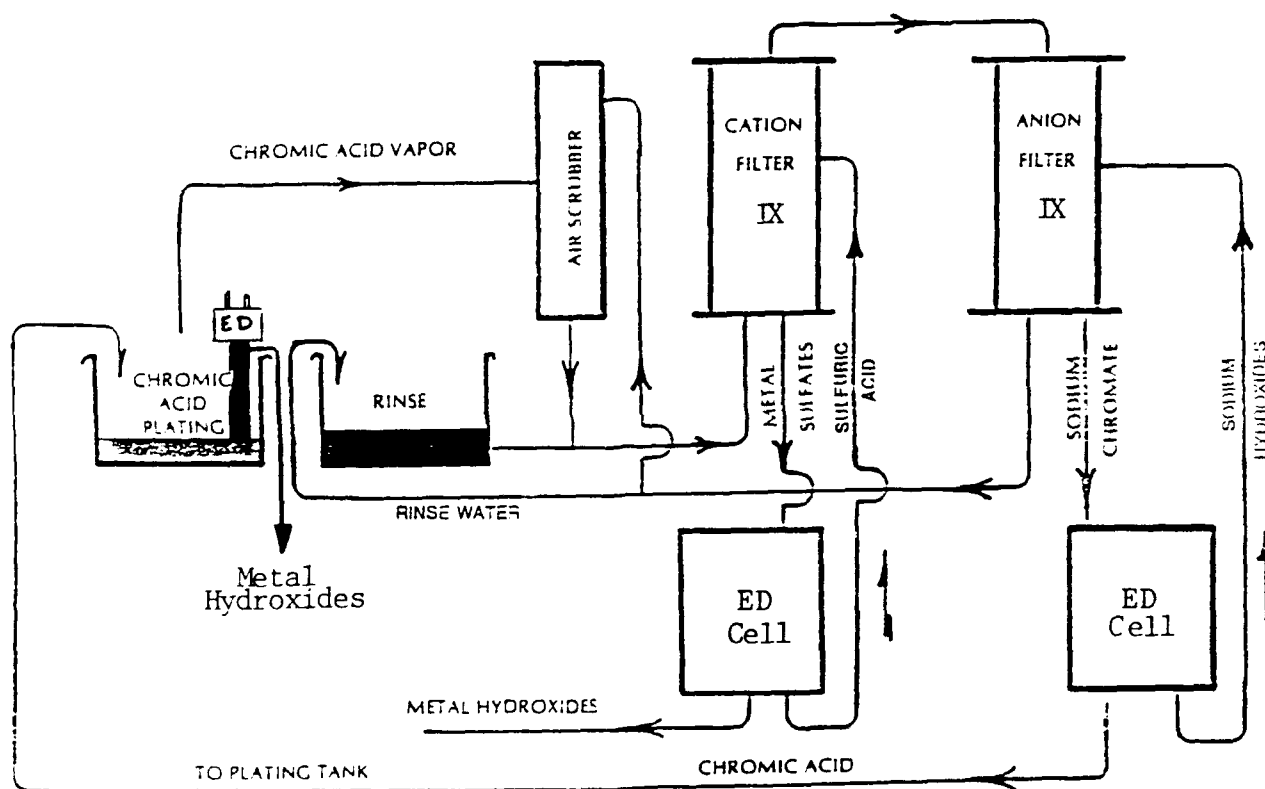 CHROMIC ACID VAPOR
AIR SCRUBBER
CATION
FILTER
IX
ANION
FILTER
IX
ED
CHROMIC
ACID
PLATING
RINSE
METAL
SULFATES
SULFURIC
ACID
SODIUM
CHROMATE
SODIUM
HYDROXIDES
RINSE WATER
Metal
Hydroxides
ED
Cell
ED
Cell
METAL HYDROXIDES
TO PLATING TANK
CHROMIC ACID